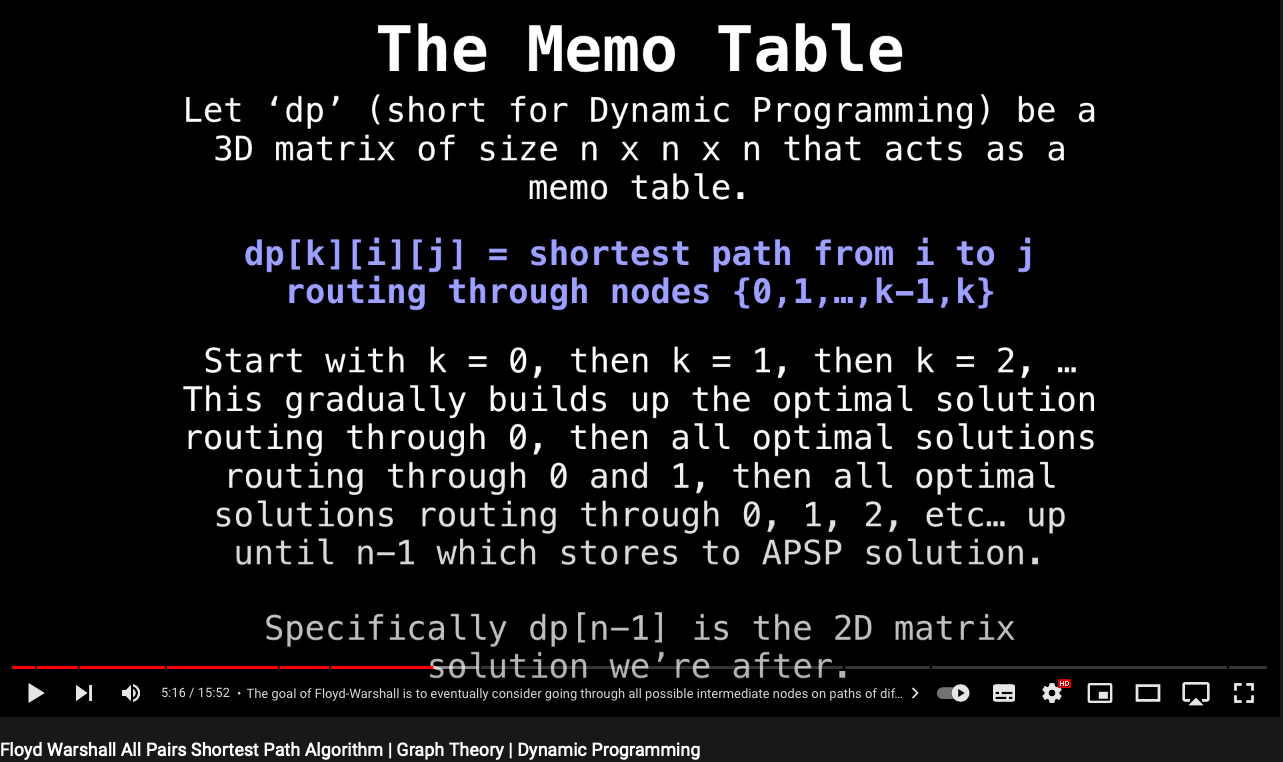 The Memo Table
Let ‘dp’ (short for Dynamic Programming) be a
3D matrix of size n x n x n that acts as a
memo table.
dp[k][i][j] = shortest path from i to j
routing through nodes {0,1,…,k-1,k}
Start with k = 0, then k = 1, then k = 2, …
This gradually builds up the optimal solution
routing through 0, then all optimal solutions
routing through 0 and 1, then all optimal
solutions routing through 0, 1, 2, etc… up
until n-1 which stores to APSP solution.
Specifically dp[n-1] is the 2D matrix
solution we’re after.
5:16 / 15:52 • The goal of Floyd-Warshall is to eventually consider going through all possible intermediate nodes on paths of dif...
HD
Floyd Warshall All Pairs Shortest Path Algorithm | Graph Theory | Dynamic Programming